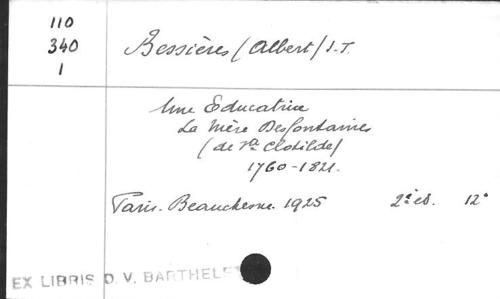 110
340
1
Bessières (Albert) S.J.
Une Educatrice
La Mère Desfontaines
(de Ste Clotilde)
1760-1821.
Paris. Beauchesne. 1925 2e éd. 12°
EX LIBRIS D. V. BARTHELE